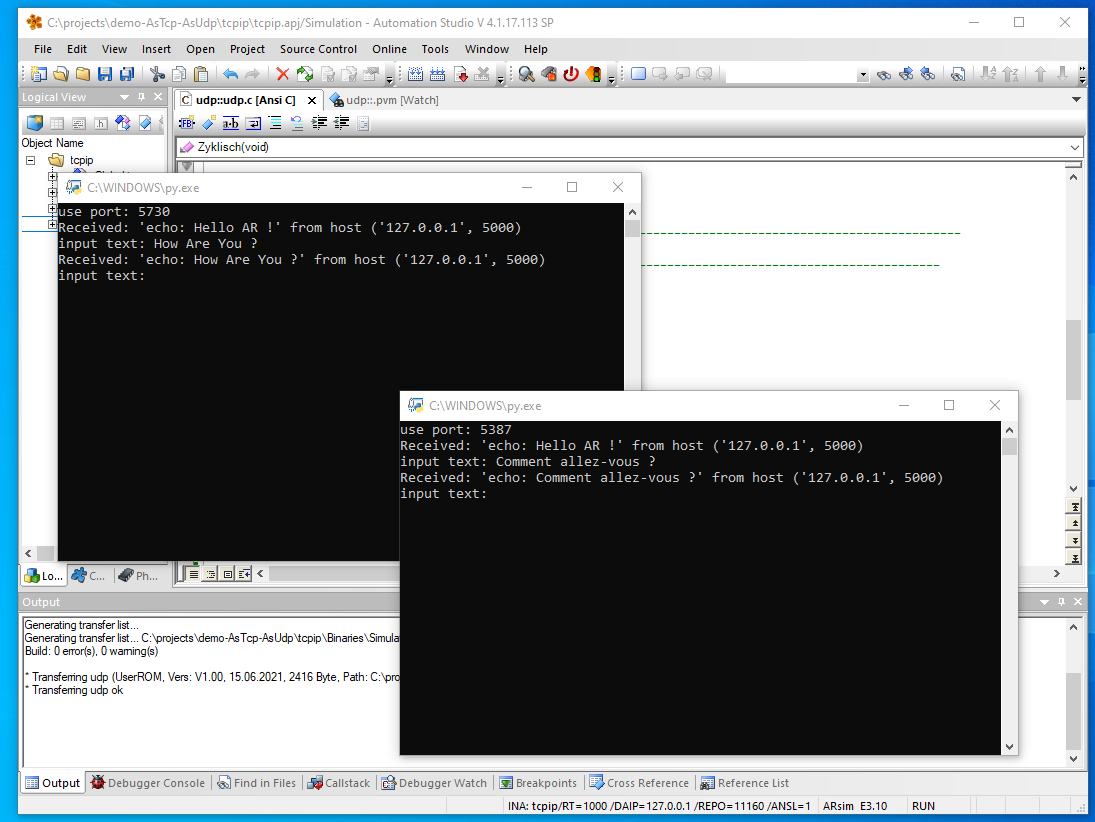 C:\projects\demo-AsTcp-AsUdp\tcpip\tcpip.apj/Simulation - Automation Studio V 4.1.17.113 SP
File Edit View Insert Open Project Source Control Online Tools Window Help
Logical View
udp::udp.c [Ansi C]
udp::.pvm [Watch]
Object Name
Zyklisch(void)
tcpip
C:\WINDOWS\py.exe
use port: 5730
Received: 'echo: Hello AR !' from host ('127.0.0.1', 5000)
input text: How Are You ?
Received: 'echo: How Are You ?' from host ('127.0.0.1', 5000)
input text:
C:\WINDOWS\py.exe
use port: 5387
Received: 'echo: Hello AR !' from host ('127.0.0.1', 5000)
input text: Comment allez-vous ?
Received: 'echo: Comment allez-vous ?' from host ('127.0.0.1', 5000)
input text:
Lo... C... Ph...
Output
Generating transfer list...
Generating transfer list... C:\projects\demo-AsTcp-AsUdp\tcpip\Binaries\Simula
Build: 0 error(s), 0 warning(s)
* Transferring udp (UserROM, Vers: V1.00, 15.06.2021, 2416 Byte, Path: C:\pro
* Transferring udp ok
Output Debugger Console Find in Files Callstack Debugger Watch Breakpoints Cross Reference Reference List
INA: tcpip/RT=1000 /DAIP=127.0.0.1 /REPO=11160 /ANSL=1 ARsim E3.10 RUN